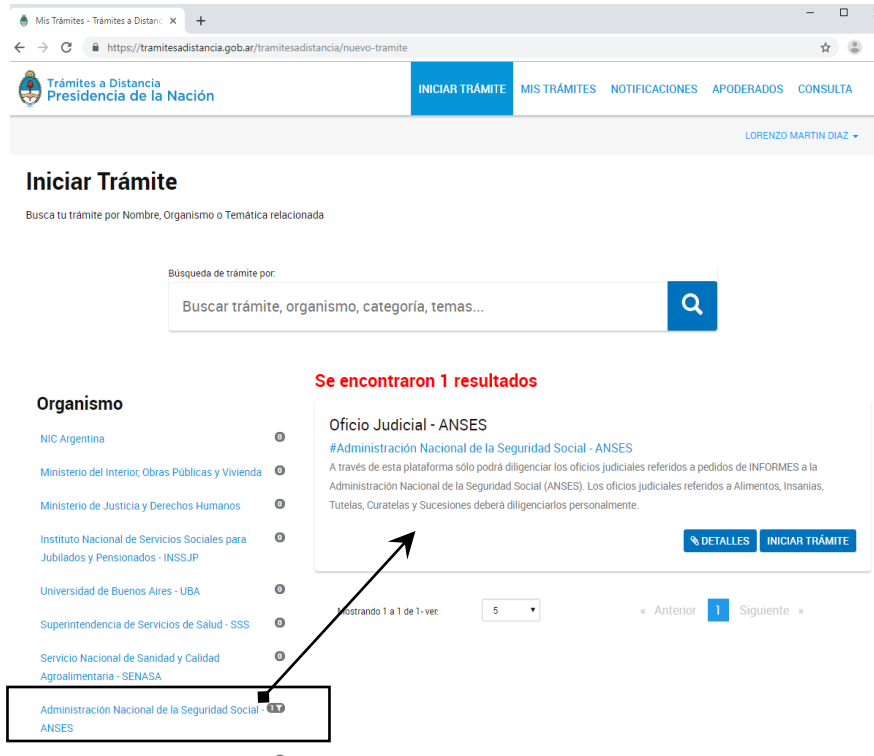 Mis Trámites - Trámites a Distanc
https://tramitesadistancia.gob.ar/tramitesadistancia/nuevo-tramite
Trámites a Distancia
Presidencia de la Nación
INICIAR TRÁMITE
MIS TRÁMITES
NOTIFICACIONES
APODERADOS
CONSULTA
LORENZO MARTIN DIAZ
Iniciar Trámite
Busca tu trámite por Nombre, Organismo o Temática relacionada
Búsqueda de trámite por:
Buscar trámite, organismo, categoría, temas...
Se encontraron 1 resultados
Organismo
NIC Argentina 0
Ministerio del Interior, Obras Públicas y Vivienda 0
Ministerio de Justicia y Derechos Humanos 0
Instituto Nacional de Servicios Sociales para 0
Jubilados y Pensionados - INSSJP
Universidad de Buenos Aires - UBA 0
Superintendencia de Servicios de Salud - SSS 0
Servicio Nacional de Sanidad y Calidad 0
Agroalimentaria - SENASA
Administración Nacional de la Seguridad Social - 1
ANSES
Oficio Judicial - ANSES
#Administración Nacional de la Seguridad Social - ANSES
A través de esta plataforma sólo podrá diligenciar los oficios judiciales referidos a pedidos de INFORMES a la
Administración Nacional de la Seguridad Social (ANSES). Los oficios judiciales referidos a Alimentos, Insanias,
Tutelas, Curatelas y Sucesiones deberá diligenciarlos personalmente.
DETALLES
INICIAR TRÁMITE
Mostrando 1 a 1 de 1- ver:
5
« Anterior
1
Siguiente »